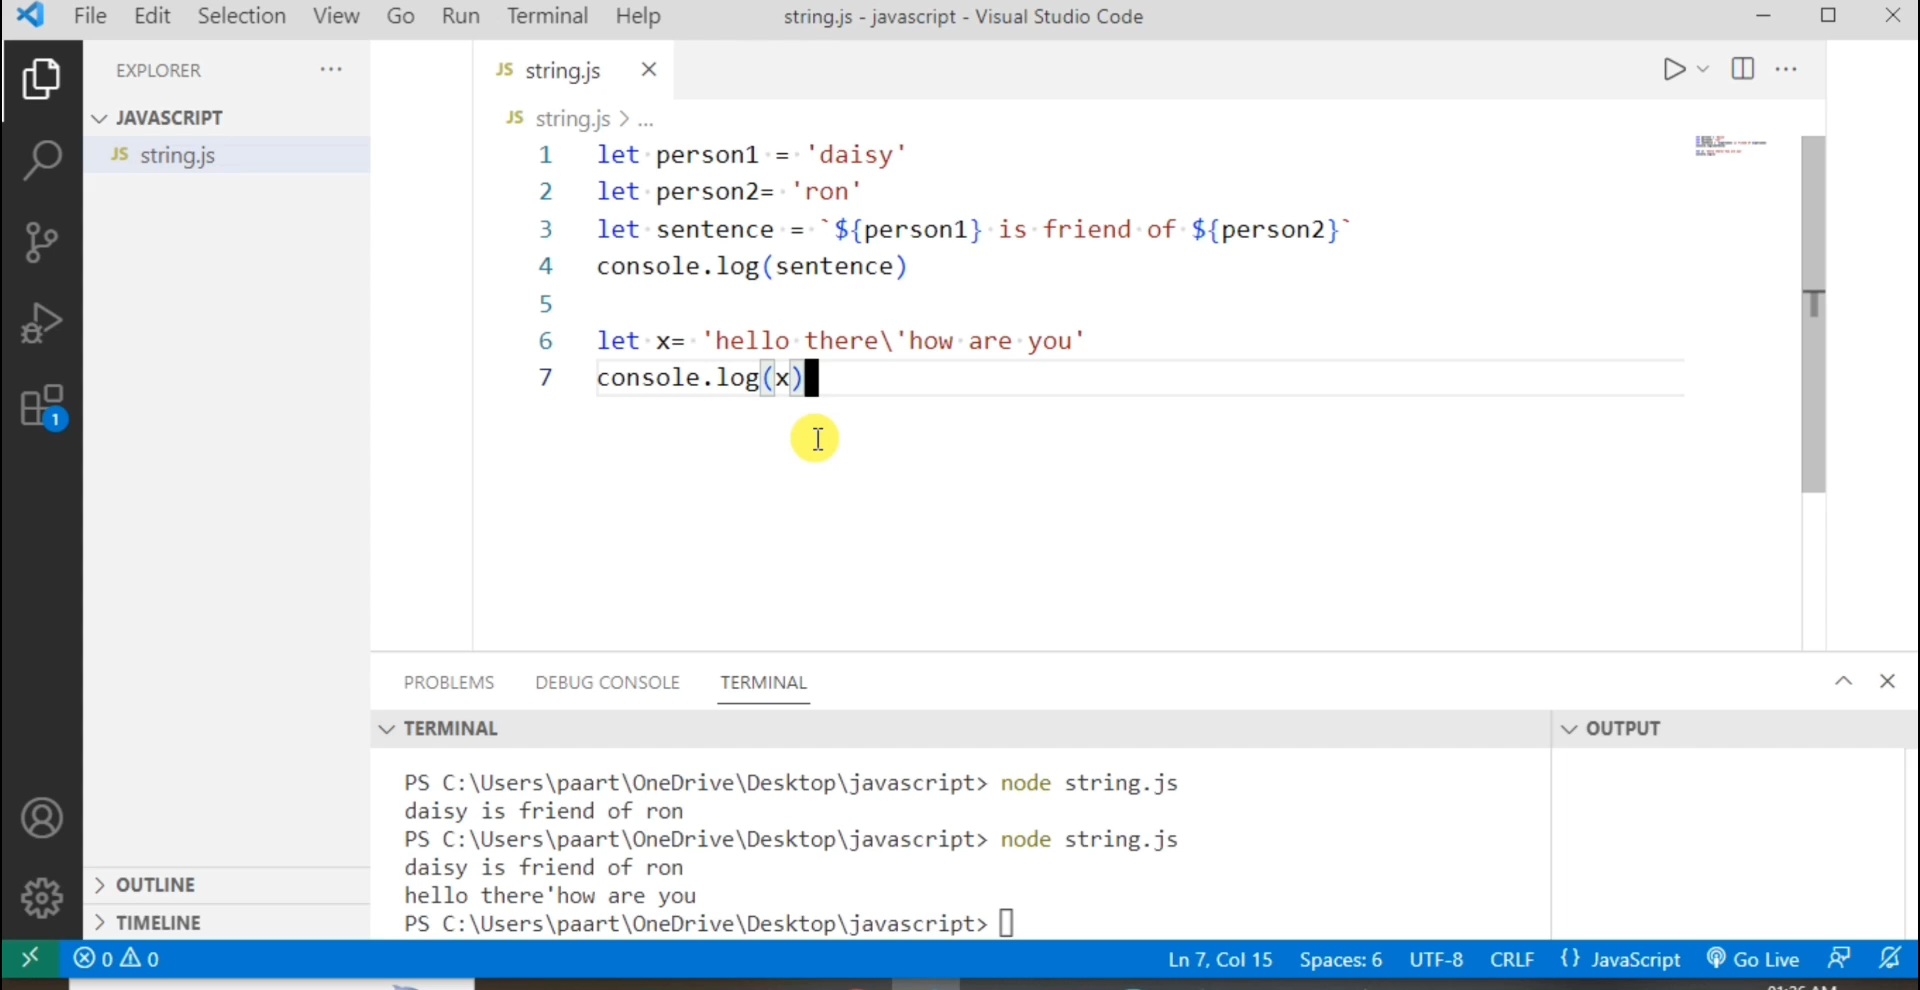 File Edit Selection View Go Run Terminal Help string.js - javascript - Visual Studio Code
EXPLORER ···
JAVASCRIPT
JS string.js
JS string.js
JS string.js > ...
1 let person1 = 'daisy'
2 let person2= 'ron'
3 let sentence = `${person1} is friend of ${person2}`
4 console.log(sentence)
5
6 let x= 'hello there\'how are you'
7 console.log(x)
1
OUTLINE
TIMELINE
PROBLEMS DEBUG CONSOLE TERMINAL
TERMINAL
OUTPUT
PS C:\Users\paart\OneDrive\Desktop\javascript> node string.js
daisy is friend of ron
PS C:\Users\paart\OneDrive\Desktop\javascript> node string.js
daisy is friend of ron
hello there'how are you
PS C:\Users\paart\OneDrive\Desktop\javascript>
0 0 Ln 7, Col 15 Spaces: 6 UTF-8 CRLF {} JavaScript Go Live